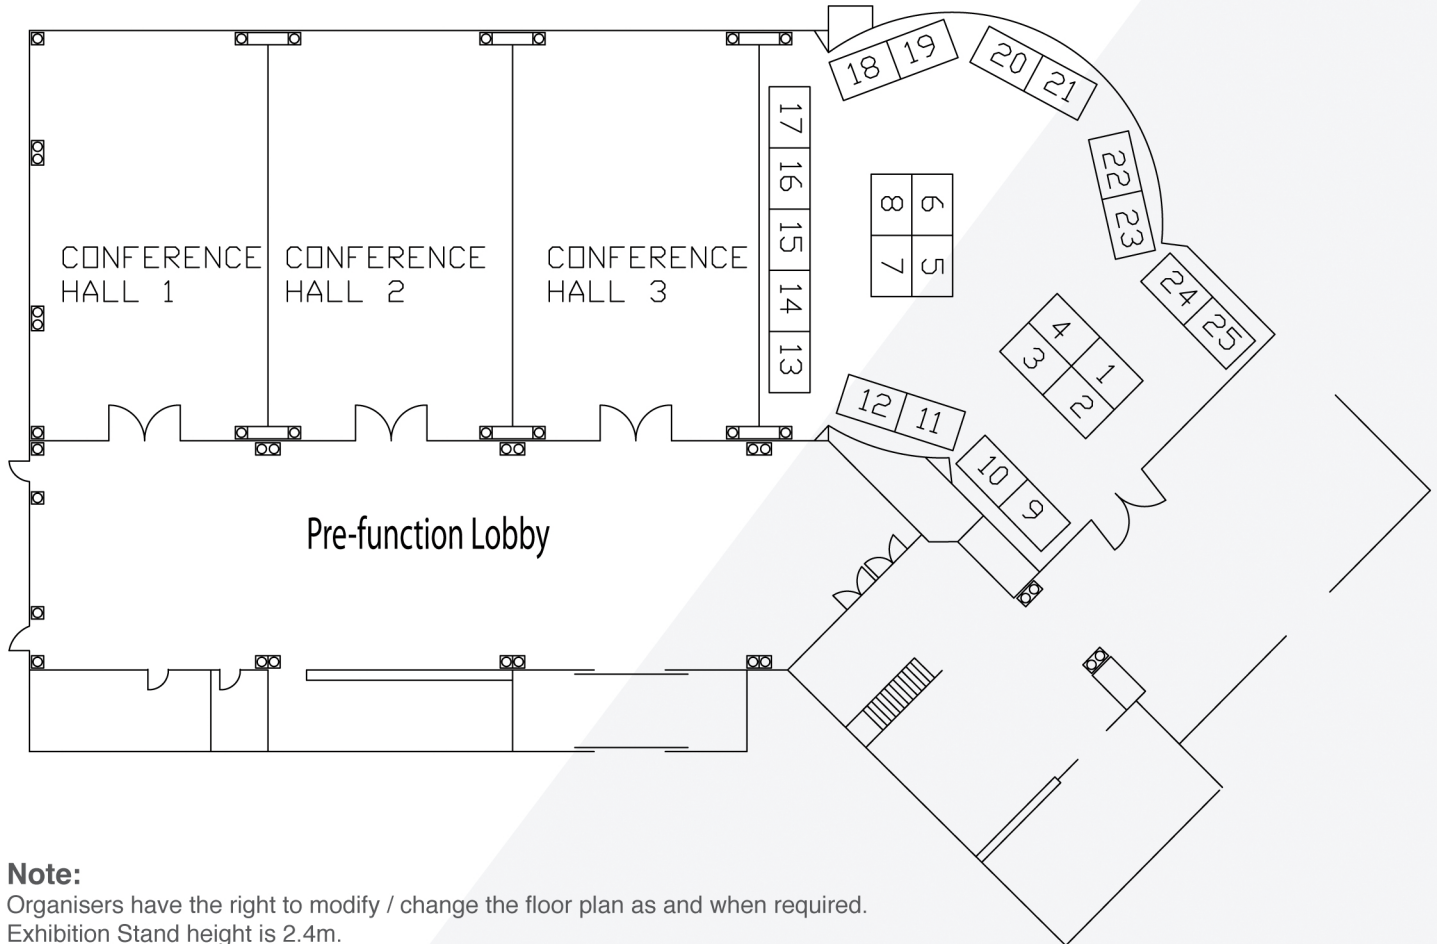 18 19
20 21
17
16
15
14
13
22
23
8 6
7 5
CONFERENCE
HALL 1
CONFERENCE
HALL 2
CONFERENCE
HALL 3
24
25
4
3
1
2
12 11
10
9
Pre-function Lobby
Note:
Organisers have the right to modify / change the floor plan as and when required.
Exhibition Stand height is 2.4m.